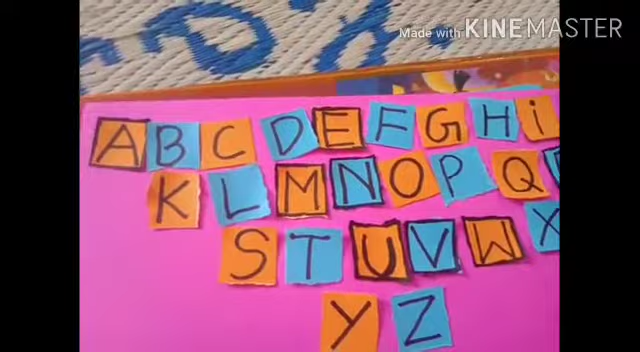 Made with KINEMASTER
A B C D E F G H i
K L M N O P Q
S T U V W X
Y Z